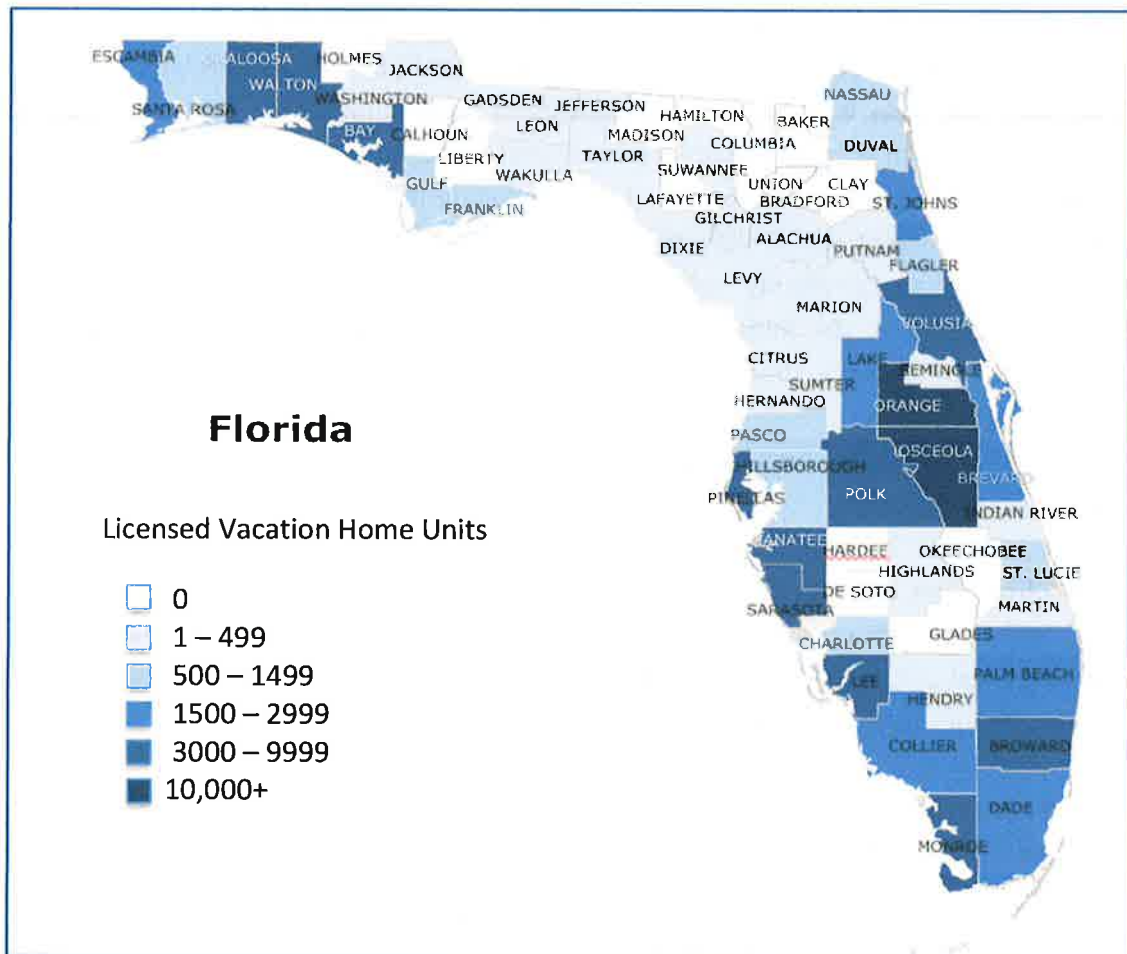 ESCAMBIA
OKALOOSA
HOLMES
JACKSON
WALTON
SANTA ROSA
WASHINGTON
GADSDEN
JEFFERSON
HAMILTON
BAKER
NASSAU
BAY
CALHOUN
LEON
MADISON
COLUMBIA
DUVAL
LIBERTY
TAYLOR
SUWANNEE
WAKULLA
GULF
FRANKLIN
LAFAYETTE
UNION
CLAY
BRADFORD
ST. JOHNS
GILCHRIST
DIXIE
ALACHUA
PUTNAM
FLAGLER
LEVY
MARION
VOLUSIA
CITRUS
LAKE
SEMINOLE
SUMTER
HERNANDO
ORANGE
Florida
PASCO
OSCEOLA
HILLSBOROUGH
BREVARD
PINELLAS
POLK
INDIAN RIVER
Licensed Vacation Home Units
MANATEE
HARDEE
OKEECHOBEE
HIGHLANDS
ST. LUCIE
DE SOTO
SARASOTA
MARTIN
CHARLOTTE
GLADES
LEE
HENDRY
PALM BEACH
COLLIER
BROWARD
DADE
MONROE
0
1 – 499
500 – 1499
1500 – 2999
3000 – 9999
10,000+